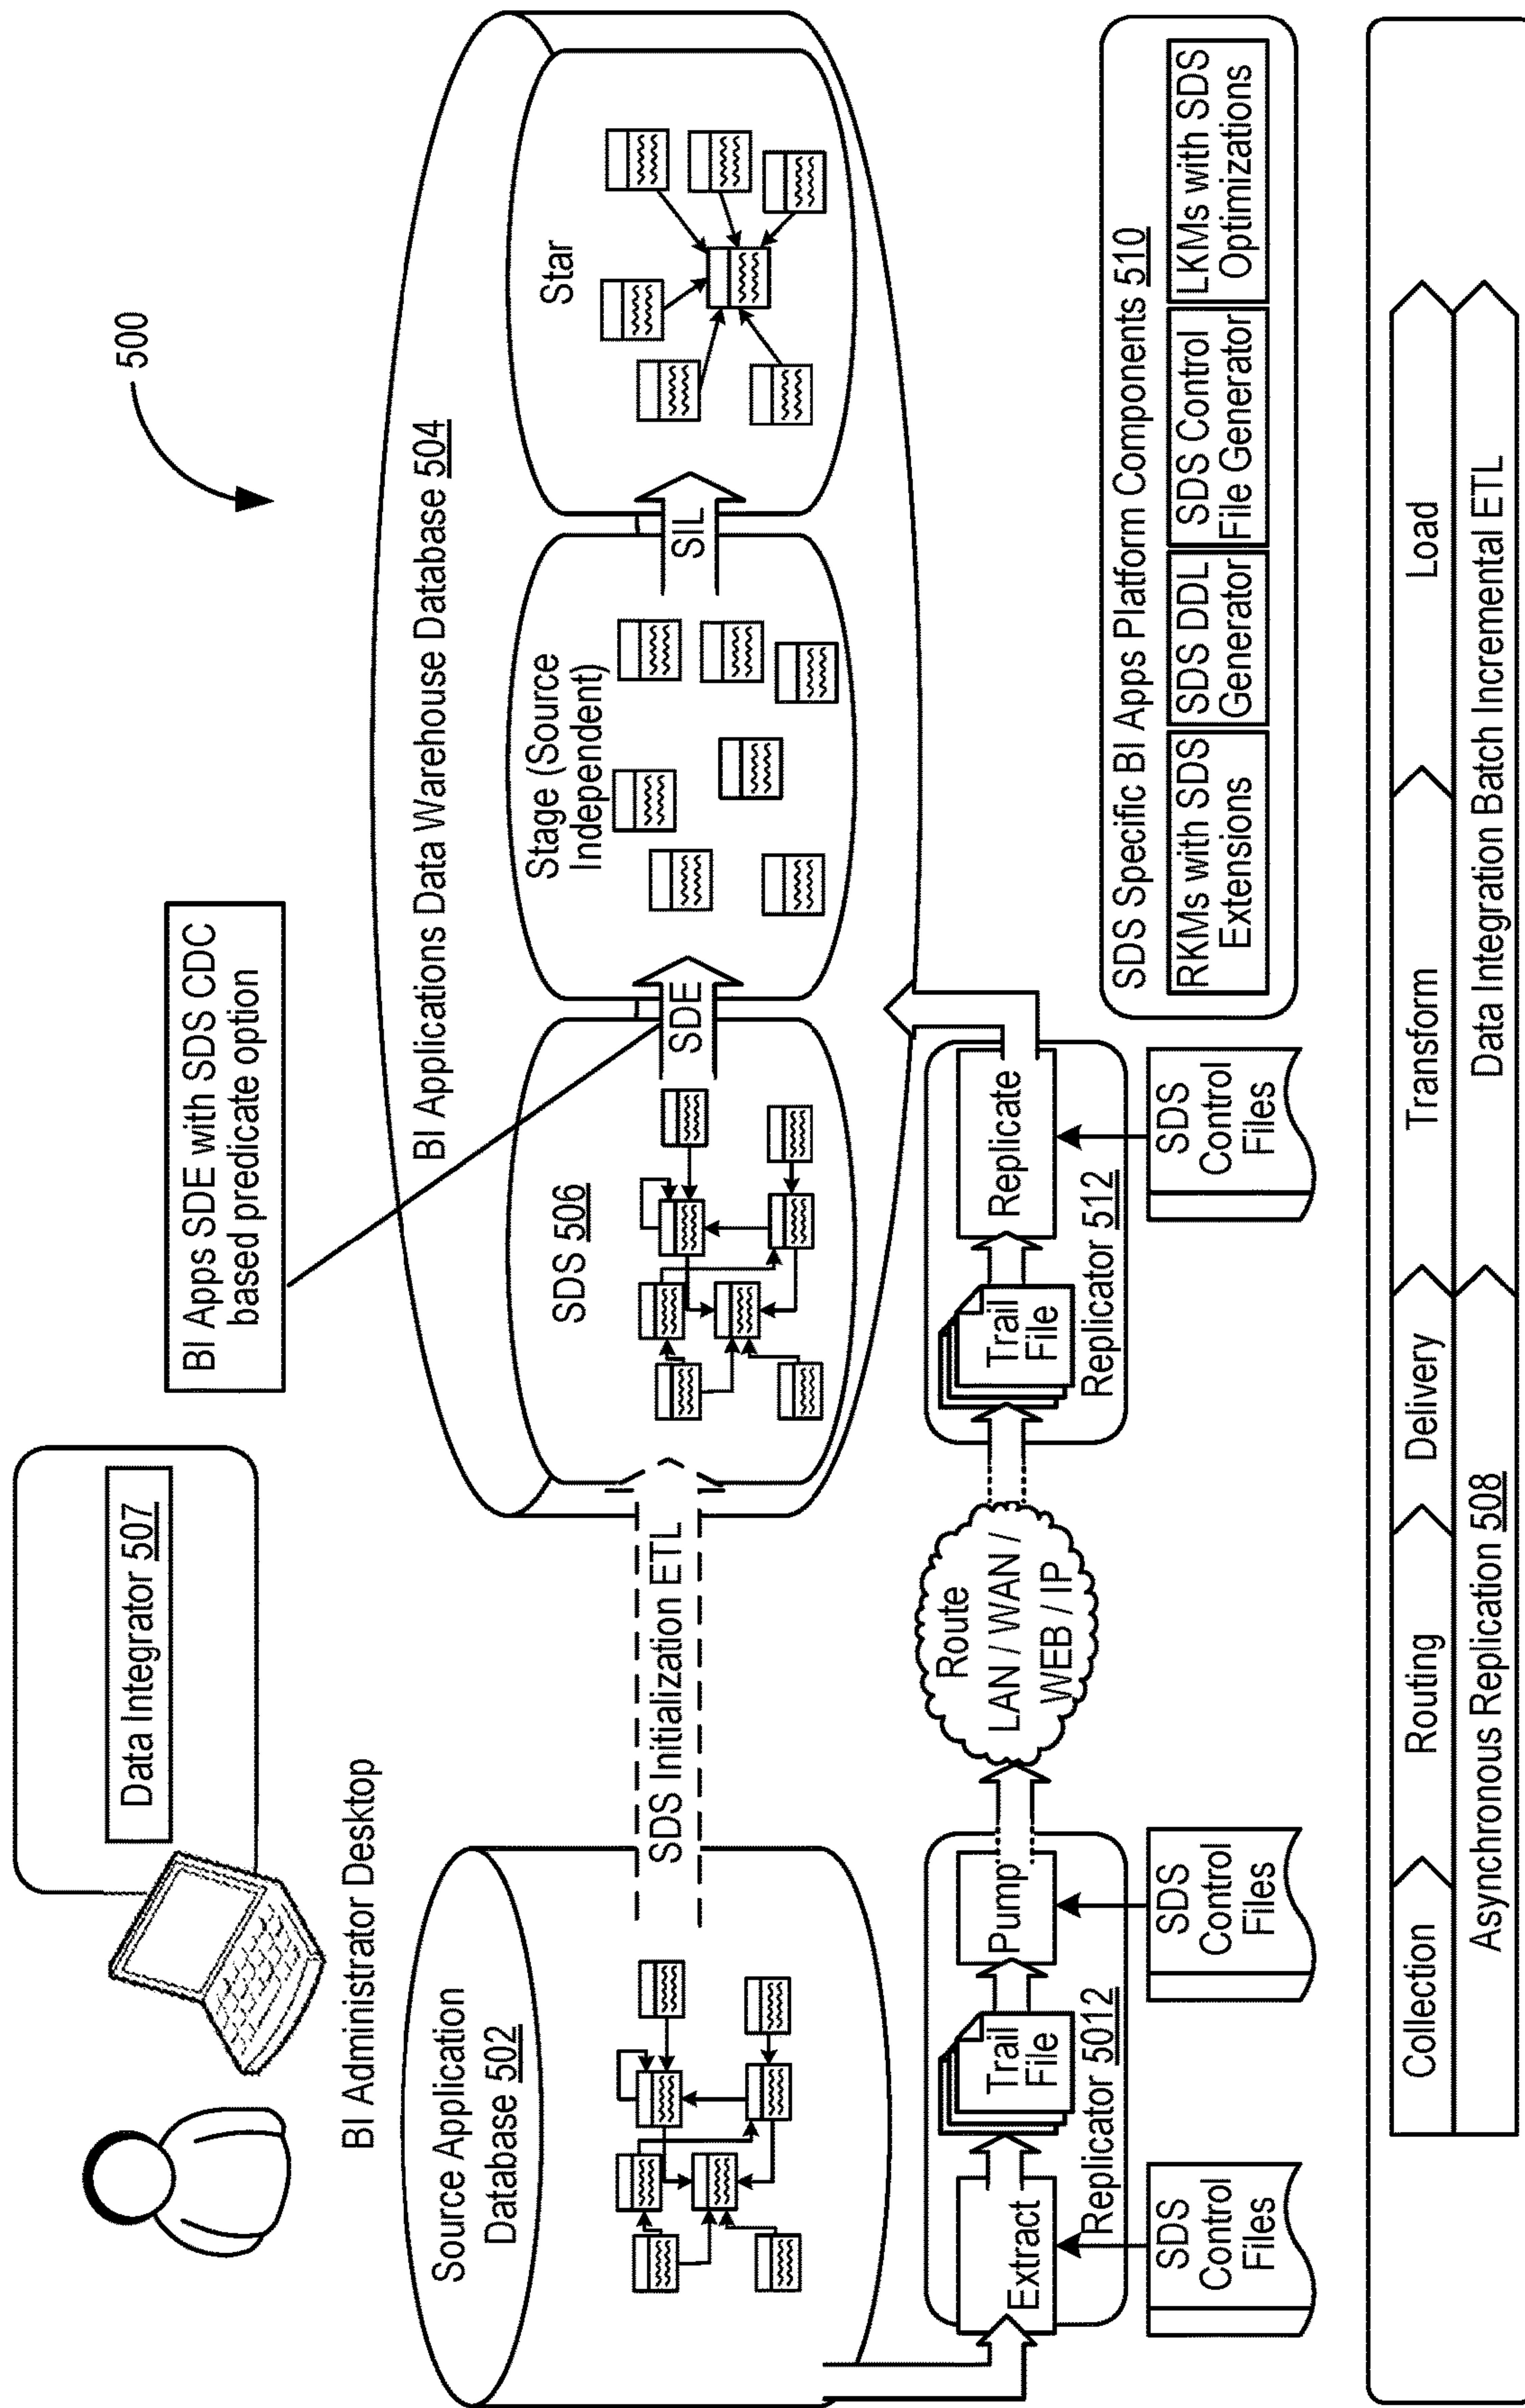 500
Data Integrator 507
BI Administrator Desktop
BI Apps SDE with SDS CDC
based predicate option
Source Application
Database 502
SDS Initialization ETL
BI Applications Data Warehouse Database 504
SDS 506
SDE
Stage (Source
Independent)
SIL
Star
Extract
Trail
File
Pump
Replicator 5012
Route
LAN / WAN /
WEB / IP
Trail
File
Replicate
Replicator 512
SDS
Control
Files
SDS
Control
Files
SDS
Control
Files
SDS Specific BI Apps Platform Components 510
RKMs with SDS
Extensions
SDS DDL
Generator
SDS Control
File Generator
LKMs with SDS
Optimizations
Collection
Routing
Delivery
Transform
Load
Asynchronous Replication 508
Data Integration Batch Incremental ETL